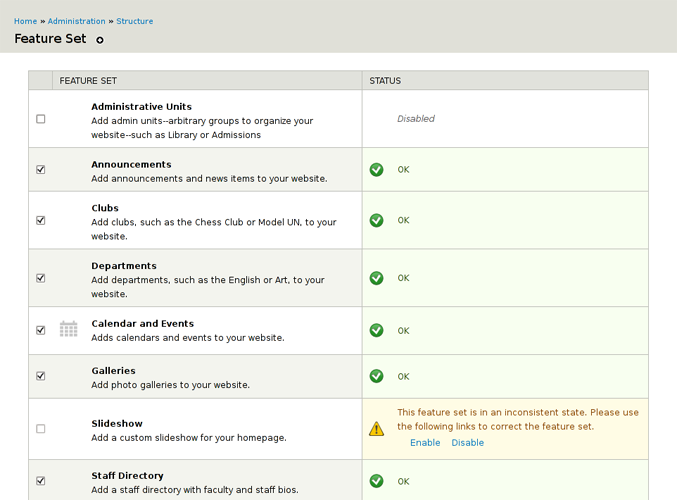 Home » Administration » Structure
Feature Set
FEATURE SET STATUS
Administrative Units
Add admin units--arbitrary groups to organize your
website--such as Library or Admissions
Disabled
Announcements
Add announcements and news items to your website.
OK
Clubs
Add clubs, such as the Chess Club or Model UN, to your
website.
OK
Departments
Add departments, such as the English or Art, to your
website.
OK
Calendar and Events
Adds calendars and events to your website.
OK
Galleries
Add photo galleries to your website.
OK
Slideshow
Add a custom slideshow for your homepage.
This feature set is in an inconsistent state. Please use
the following links to correct the feature set.
Enable Disable
Staff Directory
Add a staff directory with faculty and staff bios.
OK